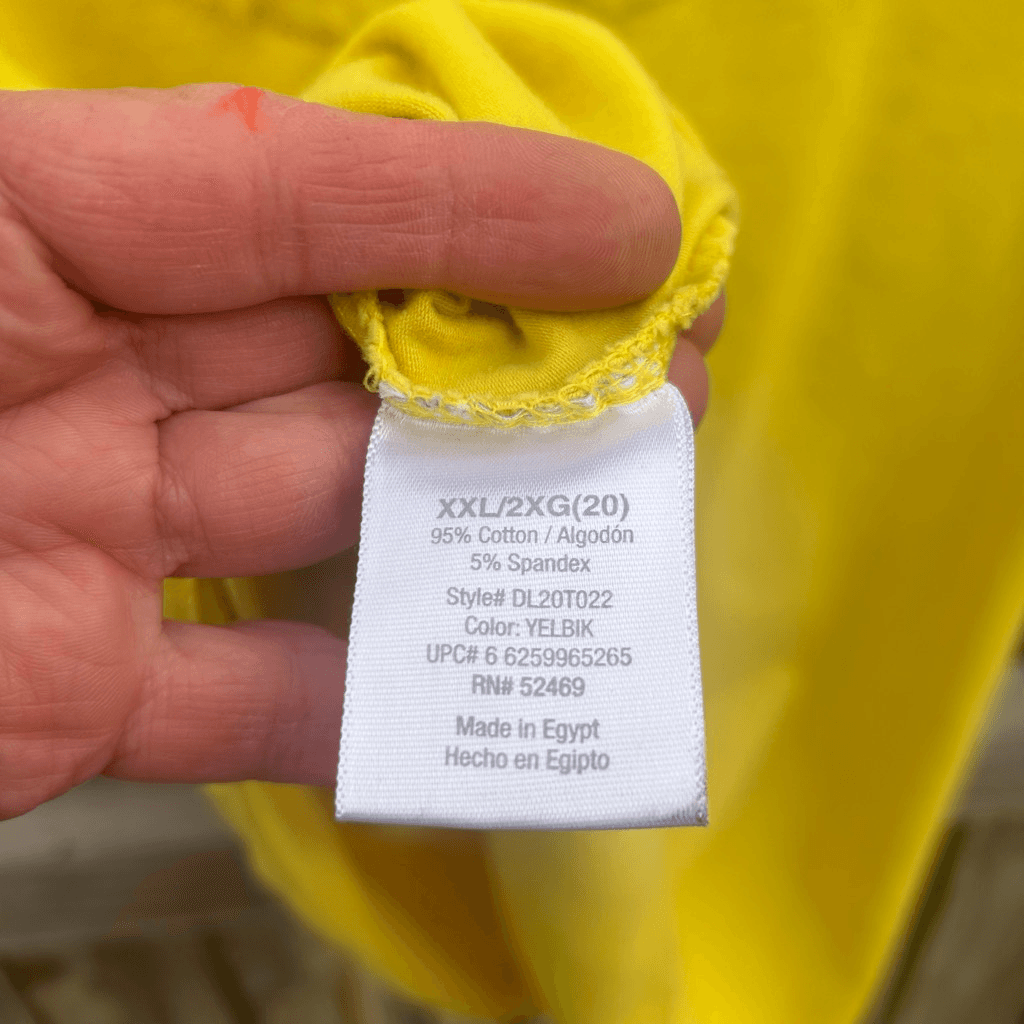 XXL/2XG(20)
95% Cotton / Algodón
5% Spandex
Style# DL20T022
Color: YELBIK
UPC# 6 6259965265
RN# 52469
Made in Egypt
Hecho en Egipto